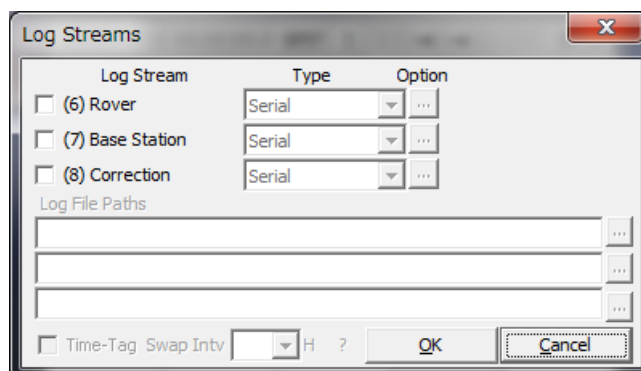 Log Streams
Log Stream Type Option
(6) Rover Serial ...
(7) Base Station Serial ...
(8) Correction Serial ...
Log File Paths
...
...
...
Time-Tag Swap Intv H ? OK Cancel